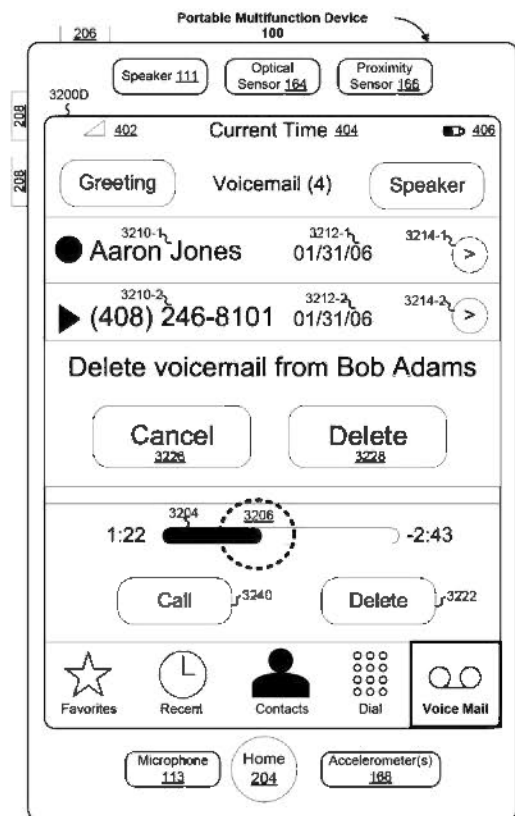 Portable Multifunction Device
100
206
Speaker 111
Optical
Sensor 164
Proximity
Sensor 166
208
208
3200D
402
Current Time 404
406
Greeting
Voicemail (4)
Speaker
3210-1
3212-1
3214-1
Aaron Jones
01/31/06
>
3210-2
3212-2
3214-2
(408) 246-8101
01/31/06
>
Delete voicemail from Bob Adams
Cancel
3226
Delete
3228
3204
3206
1:22
-2:43
Call
3240
Delete
3222
Favorites
Recent
Contacts
Dial
Voice Mail
Microphone
113
Home
204
Accelerometer(s)
168